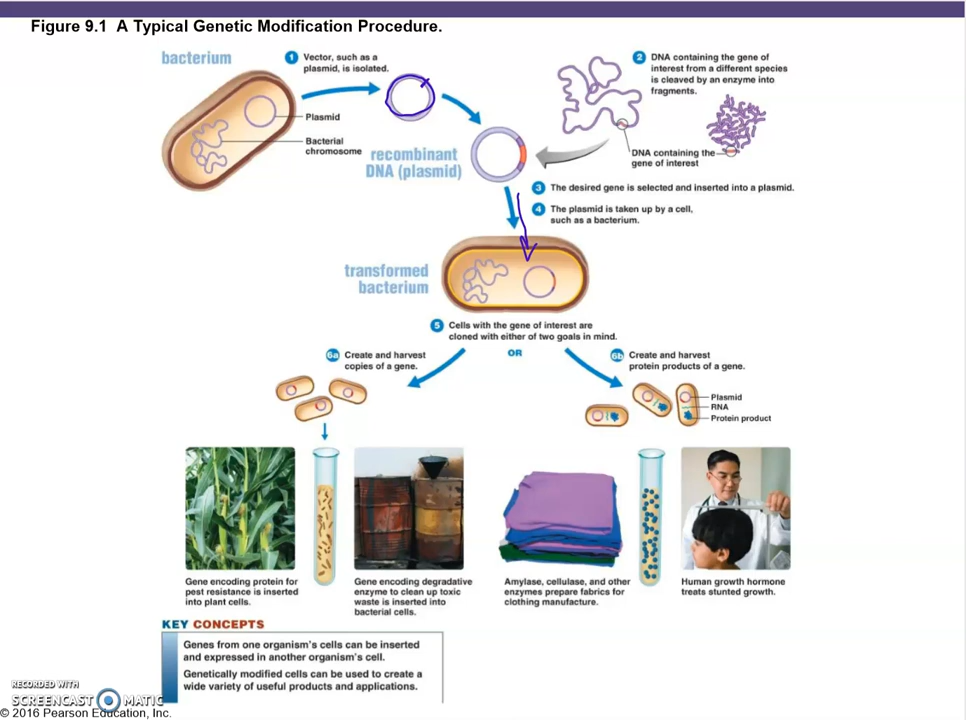 Figure 9.1 A Typical Genetic Modification Procedure.
bacterium
1 Vector, such as a
plasmid, is isolated.
2 DNA containing the gene of
interest from a different species
is cleaved by an enzyme into
fragments.
Plasmid
Bacterial
chromosome
recombinant
DNA (plasmid)
DNA containing the
gene of interest
3 The desired gene is selected and inserted into a plasmid.
4 The plasmid is taken up by a cell,
such as a bacterium.
transformed
bacterium
5 Cells with the gene of interest are
cloned with either of two goals in mind.
OR
6a Create and harvest
copies of a gene.
6b Create and harvest
protein products of a gene.
Plasmid
RNA
Protein product
Gene encoding protein for
pest resistance is inserted
into plant cells.
Gene encoding degradative
enzyme to clean up toxic
waste is inserted into
bacterial cells.
Amylase, cellulase, and other
enzymes prepare fabrics for
clothing manufacture.
Human growth hormone
treats stunted growth.
KEY CONCEPTS
Genes from one organism's cells can be inserted
and expressed in another organism's cell.
Genetically modified cells can be used to create a
wide variety of useful products and applications.
RECORDED WITH
SCREENCAST MATIC
© 2016 Pearson Education, Inc.